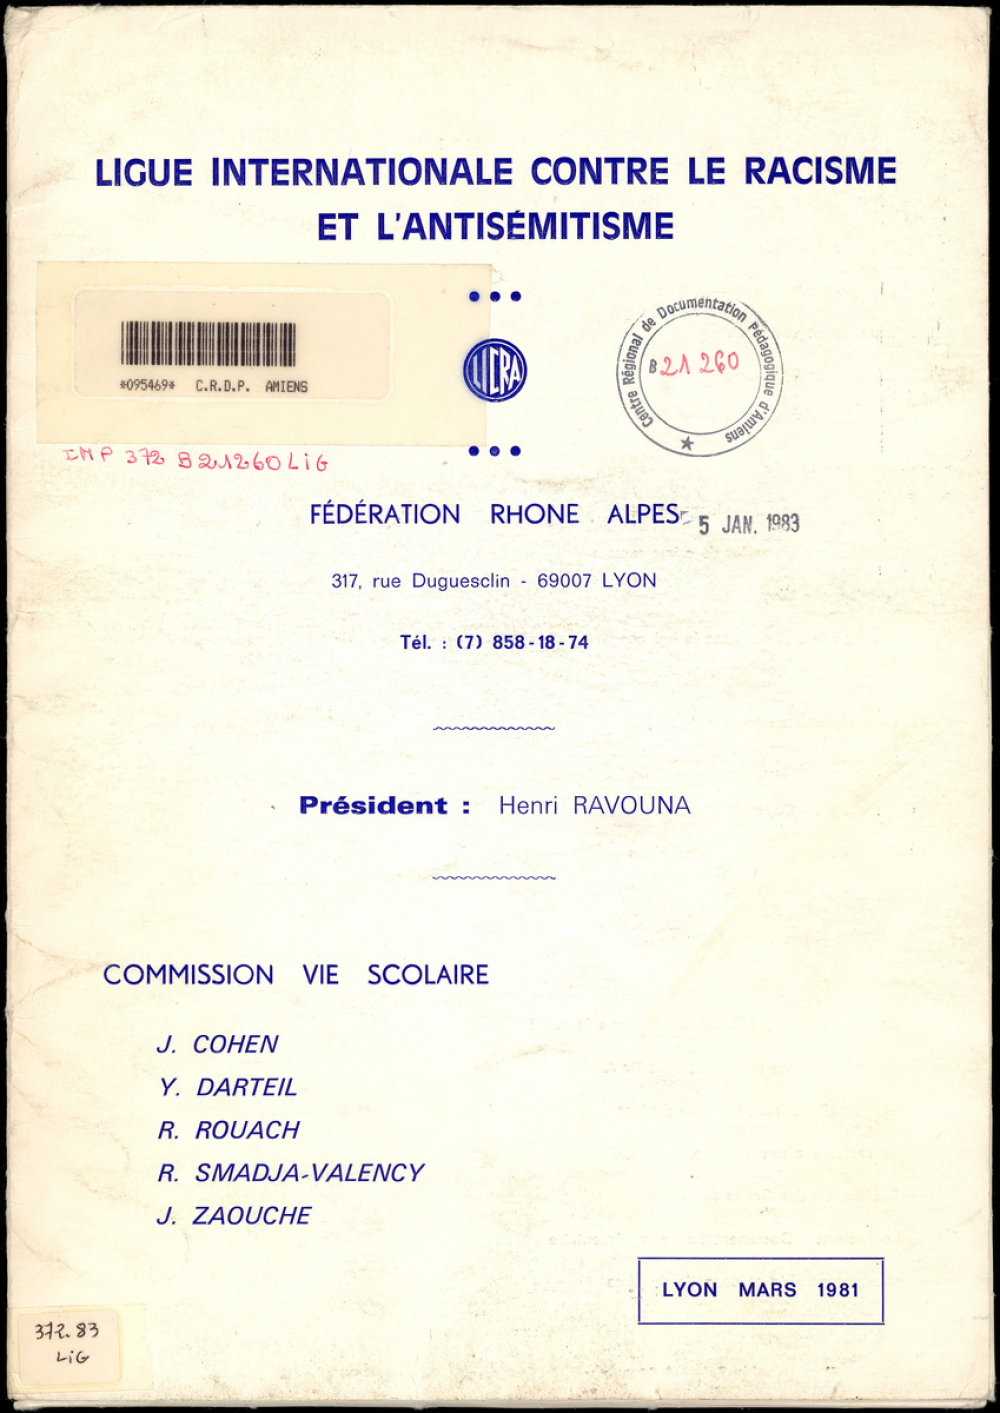 LIGUE INTERNATIONALE CONTRE LE RACISME
ET L'ANTISÉMITISME
*095469* C.R.D.P. AMIENS
LICRA
Centre Régional de Documentation Pédagogique d'Amiens
B 21 260
IMP 372 B21260 LiG
FÉDÉRATION RHONE ALPES
5 JAN. 1983
317, rue Duguesclin - 69007 LYON
Tél. : (7) 858-18-74
Président : Henri RAVOUNA
COMMISSION VIE SCOLAIRE
J. COHEN
Y. DARTEIL
R. ROUACH
R. SMADJA-VALENCY
J. ZAOUCHE
LYON MARS 1981
372.83
LiG